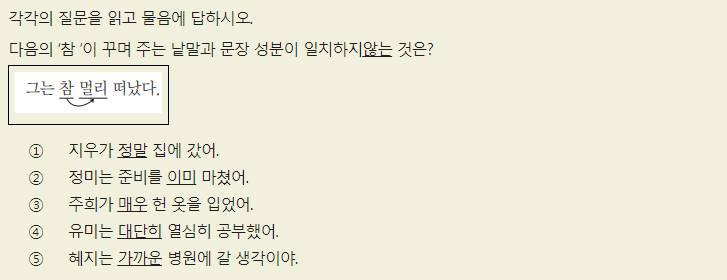 각각의 질문을 읽고 물음에 답하시오.
다음의 '참 '이 꾸며 주는 낱말과 문장 성분이 일치하지않는 것은?
그는 참 멀리 떠났다.
① 지우가 정말 집에 갔어.
② 정미는 준비를 이미 마쳤어.
③ 주희가 매우 헌 옷을 입었어.
④ 유미는 대단히 열심히 공부했어.
⑤ 혜지는 가까운 병원에 갈 생각이야.